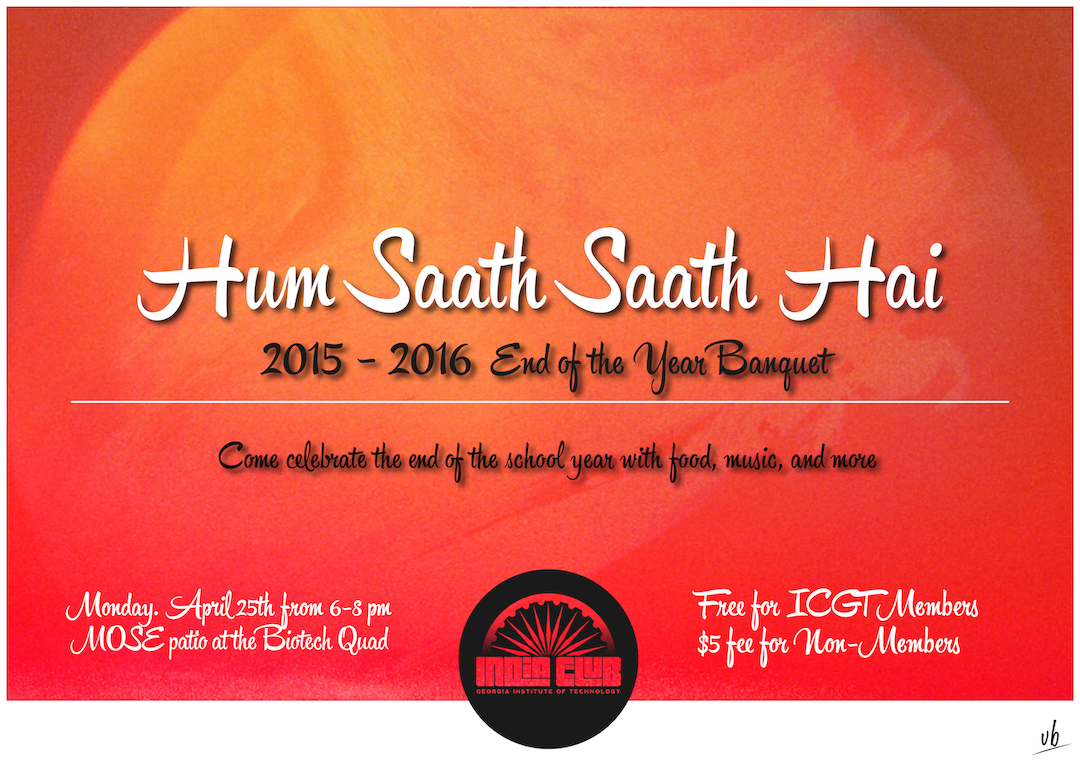 Hum Saath Saath Hai
2015 - 2016 End of the Year Banquet
Come celebrate the end of the school year with food, music, and more
Monday. April 25th from 6-8 pm
MOSE patio at the Biotech Quad
INDIA CLUB
GEORGIA INSTITUTE OF TECHNOLOGY
Free for ICGT Members
$5 fee for Non-Members
vb